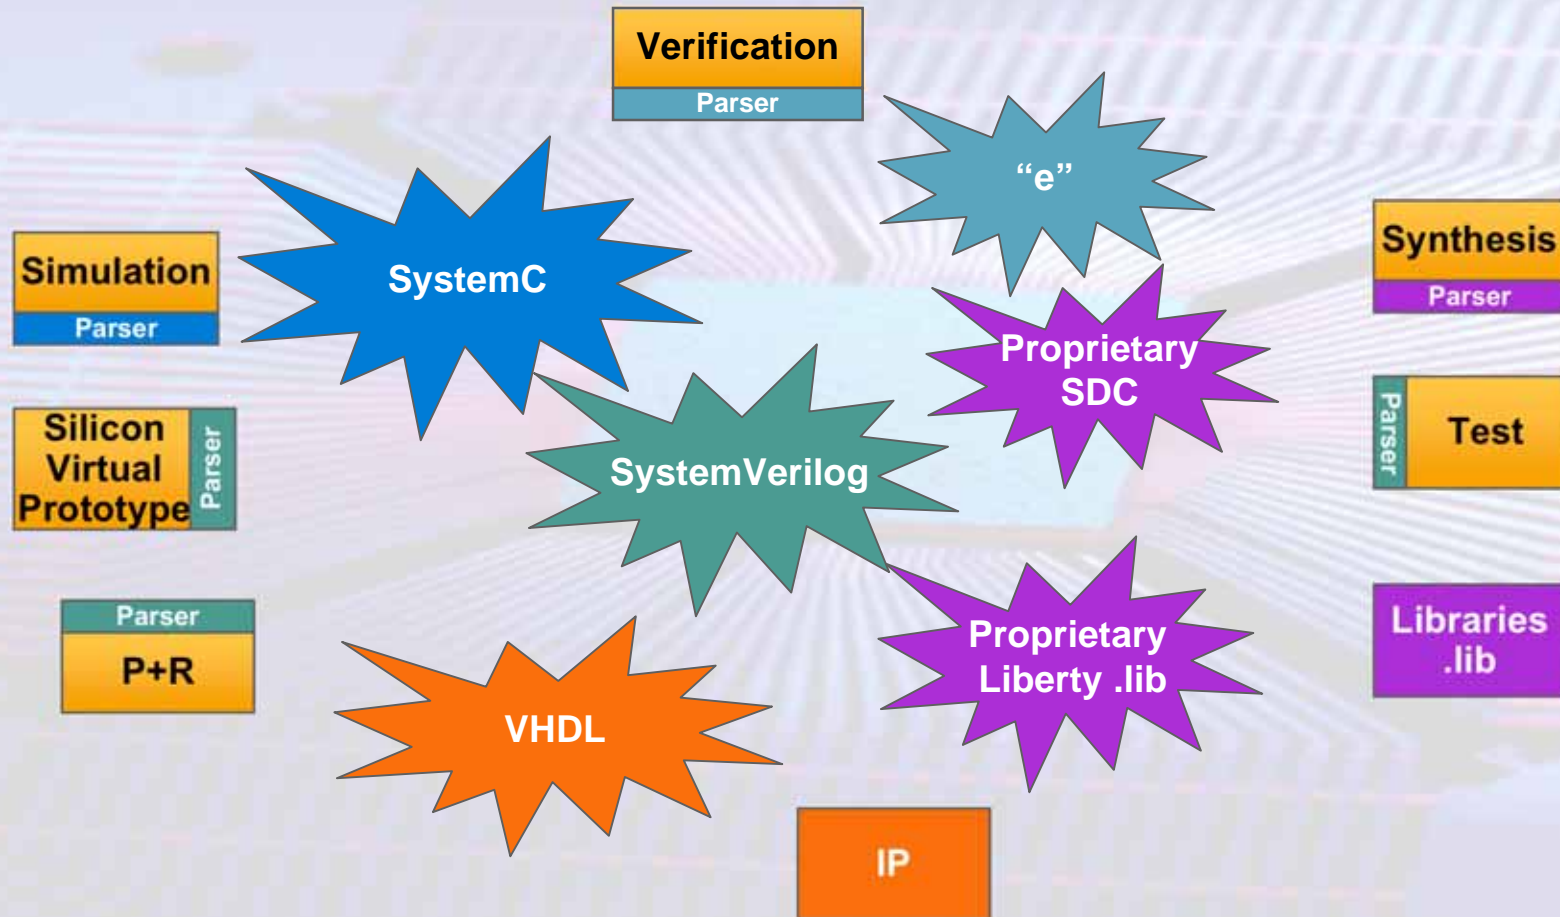 Verification
Parser
“e”
SystemC
Simulation
Parser
Synthesis
Parser
Proprietary
SDC
Silicon
Virtual
Prototype
Parser
SystemVerilog
Parser
Test
Parser
P+R
Proprietary
Liberty .lib
Libraries
.lib
VHDL
IP